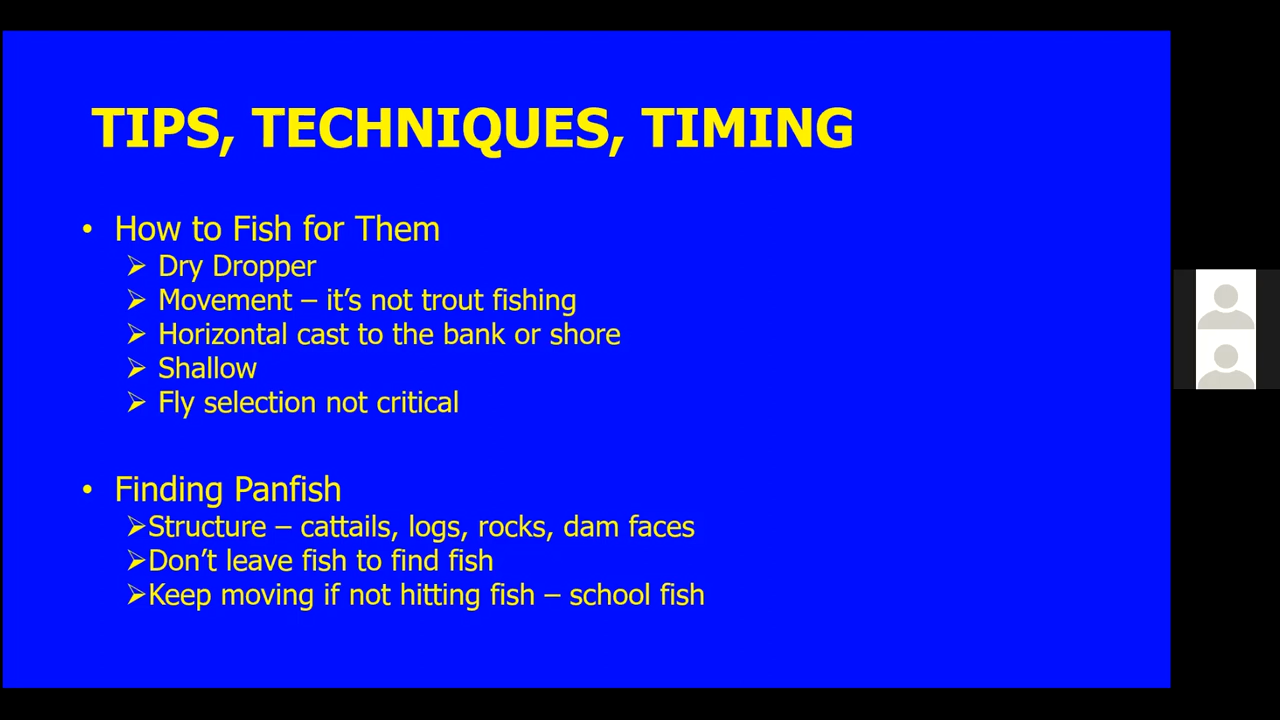 TIPS, TECHNIQUES, TIMING
• How to Fish for Them
➢ Dry Dropper
➢ Movement – it's not trout fishing
➢ Horizontal cast to the bank or shore
➢ Shallow
➢ Fly selection not critical
• Finding Panfish
➢Structure – cattails, logs, rocks, dam faces
➢Don't leave fish to find fish
➢Keep moving if not hitting fish – school fish